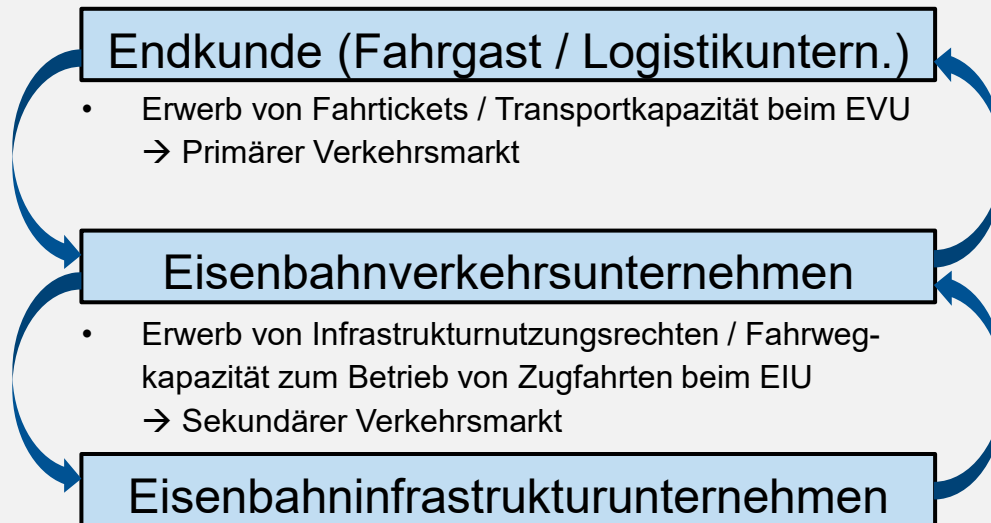 Endkunde (Fahrgast / Logistikuntern.)
• Erwerb von Fahrtickets / Transportkapazität beim EVU
→ Primärer Verkehrsmarkt
Eisenbahnverkehrsunternehmen
• Erwerb von Infrastrukturnutzungsrechten / Fahrweg-
kapazität zum Betrieb von Zugfahrten beim EIU
→ Sekundärer Verkehrsmarkt
Eisenbahninfrastrukturunternehmen